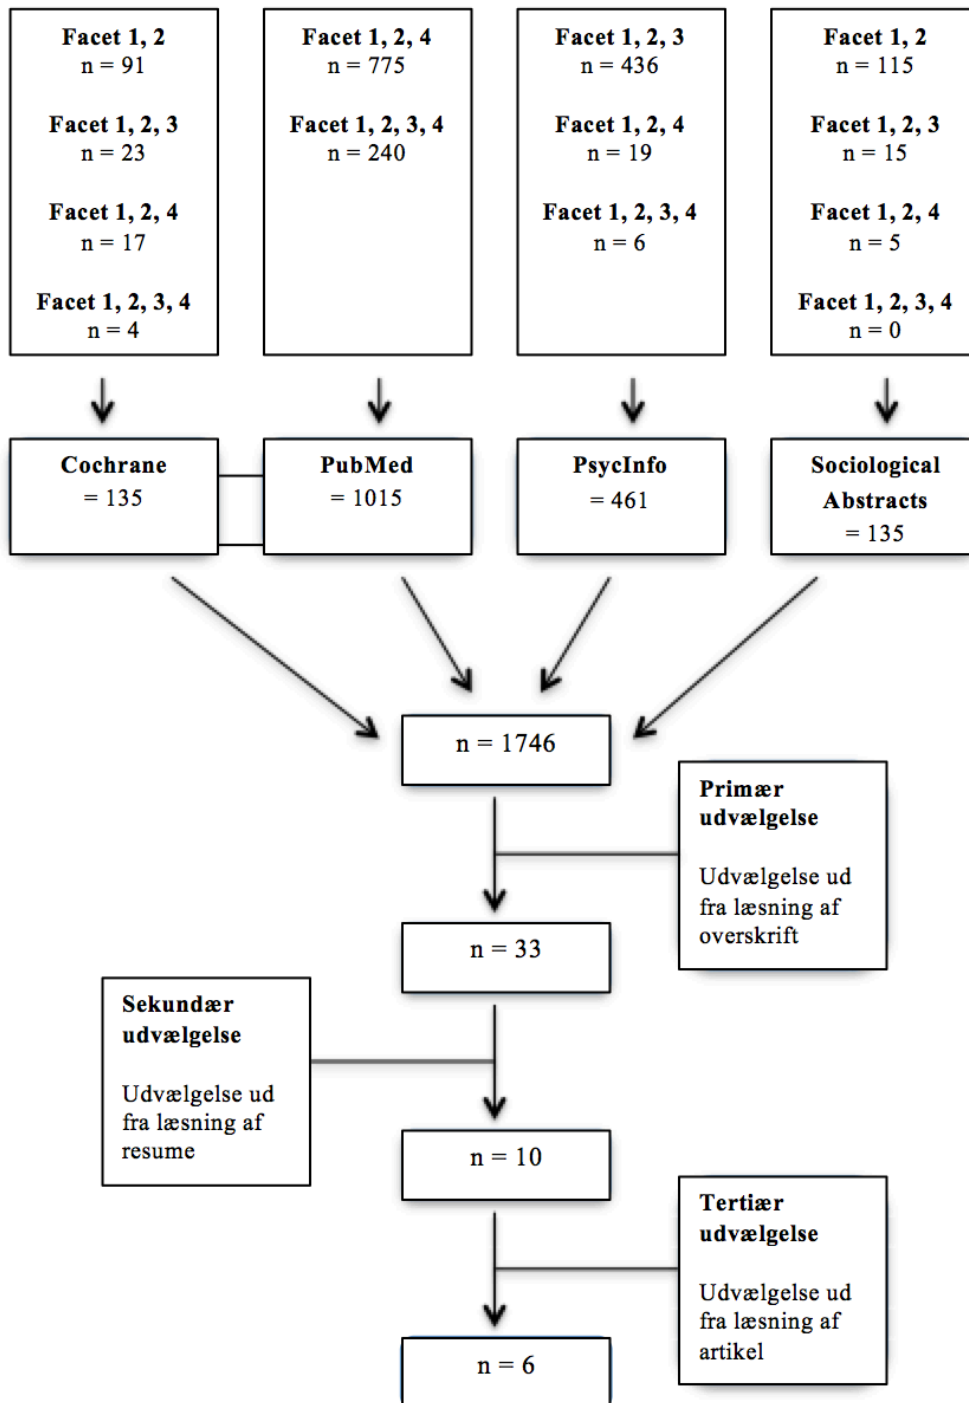 Facet 1, 2
n = 91
Facet 1, 2, 3
n = 23
Facet 1, 2, 4
n = 17
Facet 1, 2, 3, 4
n = 4
Facet 1, 2, 4
n = 775
Facet 1, 2, 3, 4
n = 240
Facet 1, 2, 3
n = 436
Facet 1, 2, 4
n = 19
Facet 1, 2, 3, 4
n = 6
Facet 1, 2
n = 115
Facet 1, 2, 3
n = 15
Facet 1, 2, 4
n = 5
Facet 1, 2, 3, 4
n = 0
Cochrane
= 135
PubMed
= 1015
PsycInfo
= 461
Sociological
Abstracts
= 135
n = 1746
Primær
udvælgelse
Udvælgelse ud
fra læsning af
overskrift
n = 33
Sekundær
udvælgelse
Udvælgelse ud
fra læsning af
resume
n = 10
Tertiær
udvælgelse
Udvælgelse ud
fra læsning af
artikel
n = 6